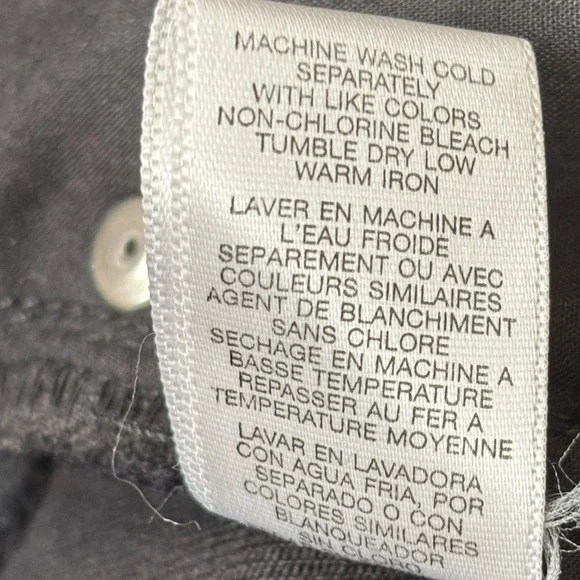 MACHINE WASH COLD
SEPARATELY
WITH LIKE COLORS
NON-CHLORINE BLEACH
TUMBLE DRY LOW
WARM IRON
LAVER EN MACHINE A
L'EAU FROIDE
SEPAREMENT OU AVEC
COULEURS SIMILAIRES
AGENT DE BLANCHIMENT
SANS CHLORE
SECHAGE EN MACHINE A
BASSE TEMPERATURE
REPASSER AU FER A
TEMPERATURE MOYENNE
LAVAR EN LAVADORA
CON AGUA FRIA, POR
SEPARADO O CON
COLORES SIMILARES
BLANQUEADOR
SIN